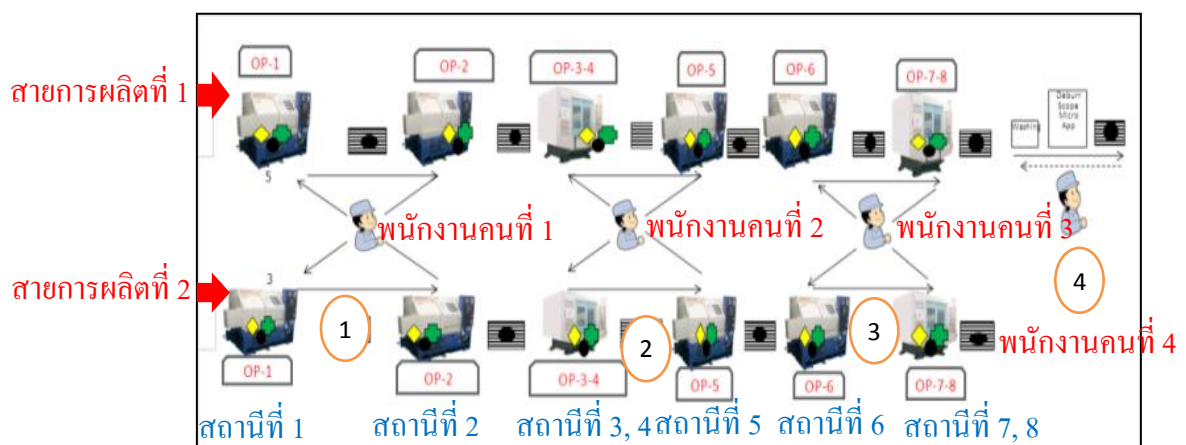 OP-1
OP-2
OP-3-4
OP-5
OP-6
OP-7-8
สายการผลิตที่ 1
Washing
Deburr
Scope
Micro
App
5
พนักงานคนที่ 1
พนักงานคนที่ 2
พนักงานคนที่ 3
สายการผลิตที่ 2
3
4
1
2
3
พนักงานคนที่ 4
OP-1
OP-2
OP-3-4
OP-5
OP-6
OP-7-8
สถานีที่ 1
สถานีที่ 2
สถานีที่ 3, 4
สถานีที่ 5
สถานีที่ 6
สถานีที่ 7, 8